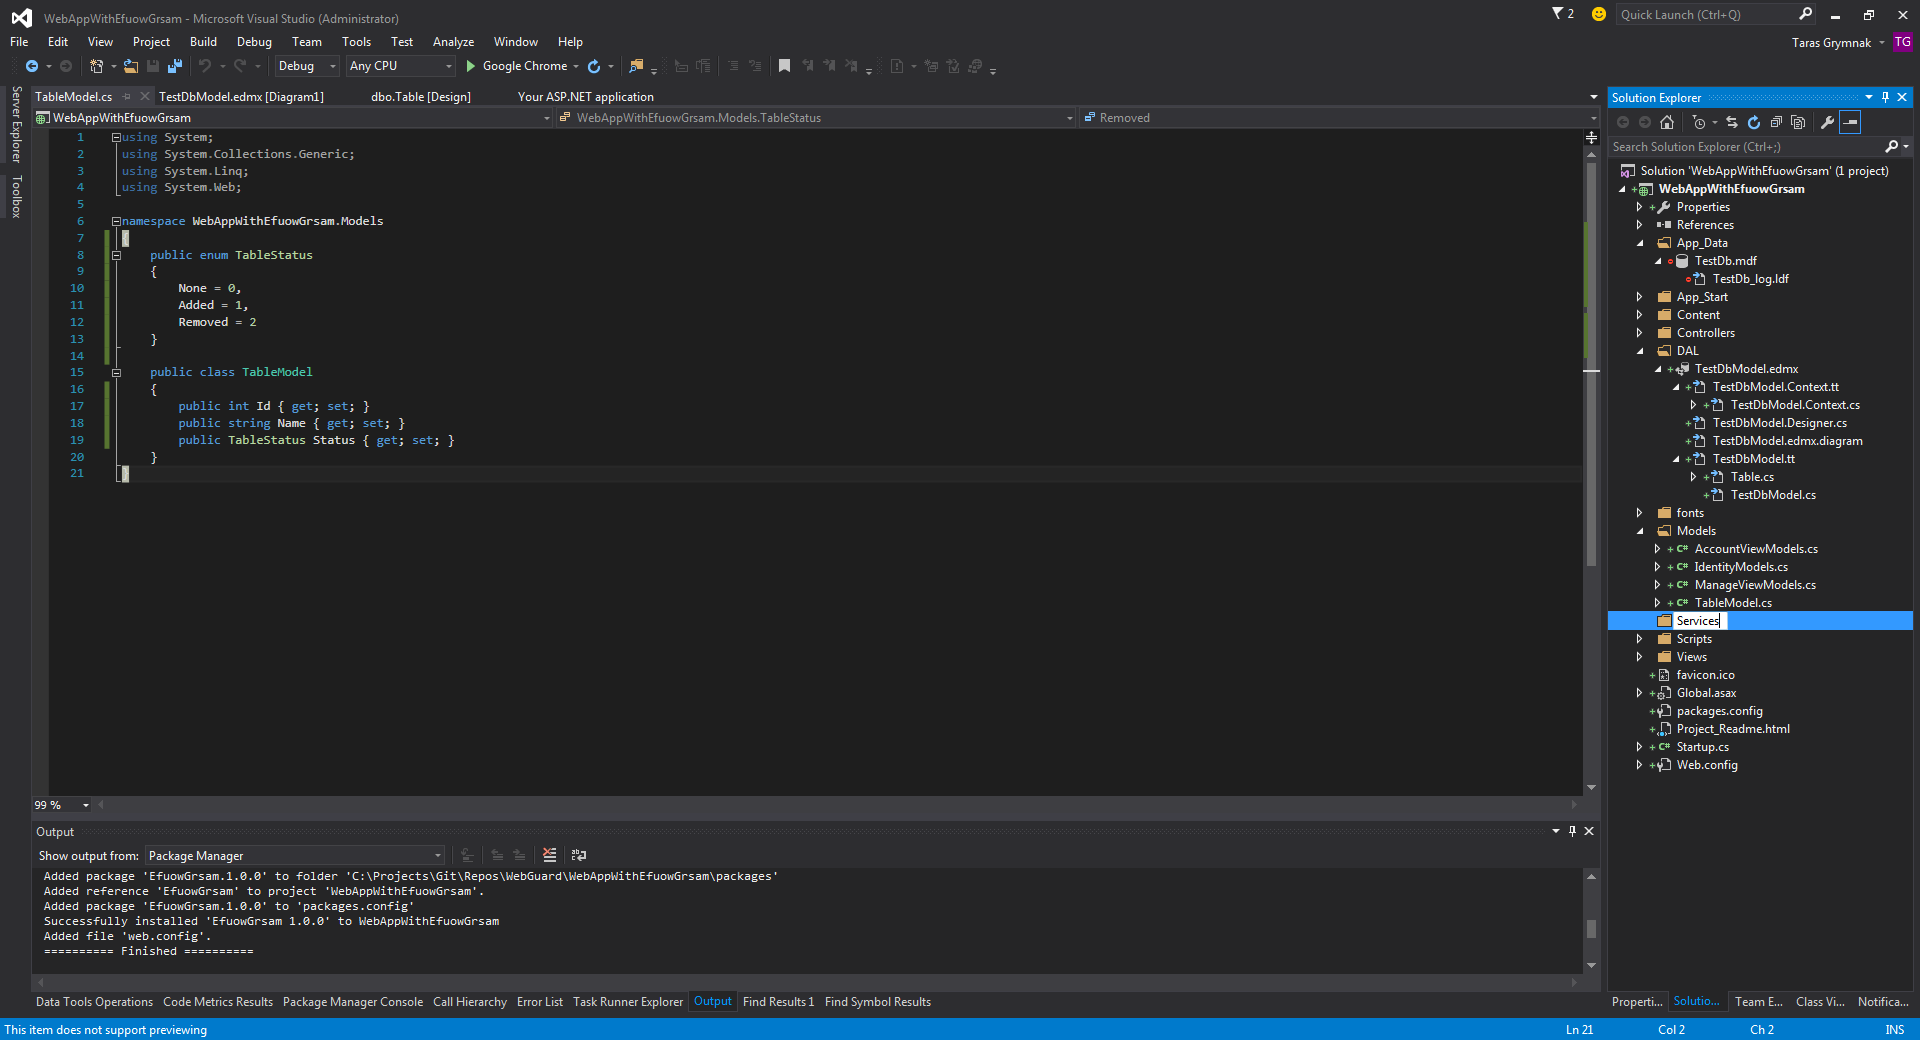 WebAppWithEfuowGrsam - Microsoft Visual Studio (Administrator)
2
Quick Launch (Ctrl+Q)
File Edit View Project Build Debug Team Tools Test Analyze Window Help
Taras Grymnak TG
Debug Any CPU Google Chrome
Server Explorer
Toolbox
TableModel.cs TestDbModel.edmx [Diagram1] dbo.Table [Design] Your ASP.NET application
WebAppWithEfuowGrsam WebAppWithEfuowGrsam.Models.TableStatus Removed
1 using System;
2 using System.Collections.Generic;
3 using System.Linq;
4 using System.Web;
5
6 namespace WebAppWithEfuowGrsam.Models
7 {
8 public enum TableStatus
9 {
10 None = 0,
11 Added = 1,
12 Removed = 2
13 }
14
15 public class TableModel
16 {
17 public int Id { get; set; }
18 public string Name { get; set; }
19 public TableStatus Status { get; set; }
20 }
21 }
99 %
Output
Show output from: Package Manager
Added package 'EfuowGrsam.1.0.0' to folder 'C:\Projects\Git\Repos\WebGuard\WebAppWithEfuowGrsam\packages'
Added reference 'EfuowGrsam' to project 'WebAppWithEfuowGrsam'.
Added package 'EfuowGrsam.1.0.0' to 'packages.config'
Successfully installed 'EfuowGrsam 1.0.0' to WebAppWithEfuowGrsam
Added file 'web.config'.
========== Finished ==========
Data Tools Operations Code Metrics Results Package Manager Console Call Hierarchy Error List Task Runner Explorer Output Find Results 1 Find Symbol Results
Solution Explorer
Search Solution Explorer (Ctrl+;)
Solution 'WebAppWithEfuowGrsam' (1 project)
WebAppWithEfuowGrsam
Properties
References
App_Data
TestDb.mdf
TestDb_log.ldf
App_Start
Content
Controllers
DAL
TestDbModel.edmx
TestDbModel.Context.tt
TestDbModel.Context.cs
TestDbModel.Designer.cs
TestDbModel.edmx.diagram
TestDbModel.tt
Table.cs
TestDbModel.cs
fonts
Models
C# AccountViewModels.cs
C# IdentityModels.cs
C# ManageViewModels.cs
C# TableModel.cs
Services
Scripts
Views
favicon.ico
Global.asax
packages.config
Project_Readme.html
C# Startup.cs
Web.config
Properti... Solutio... Team E... Class Vi... Notifica...
This item does not support previewing
Ln 21 Col 2 Ch 2 INS